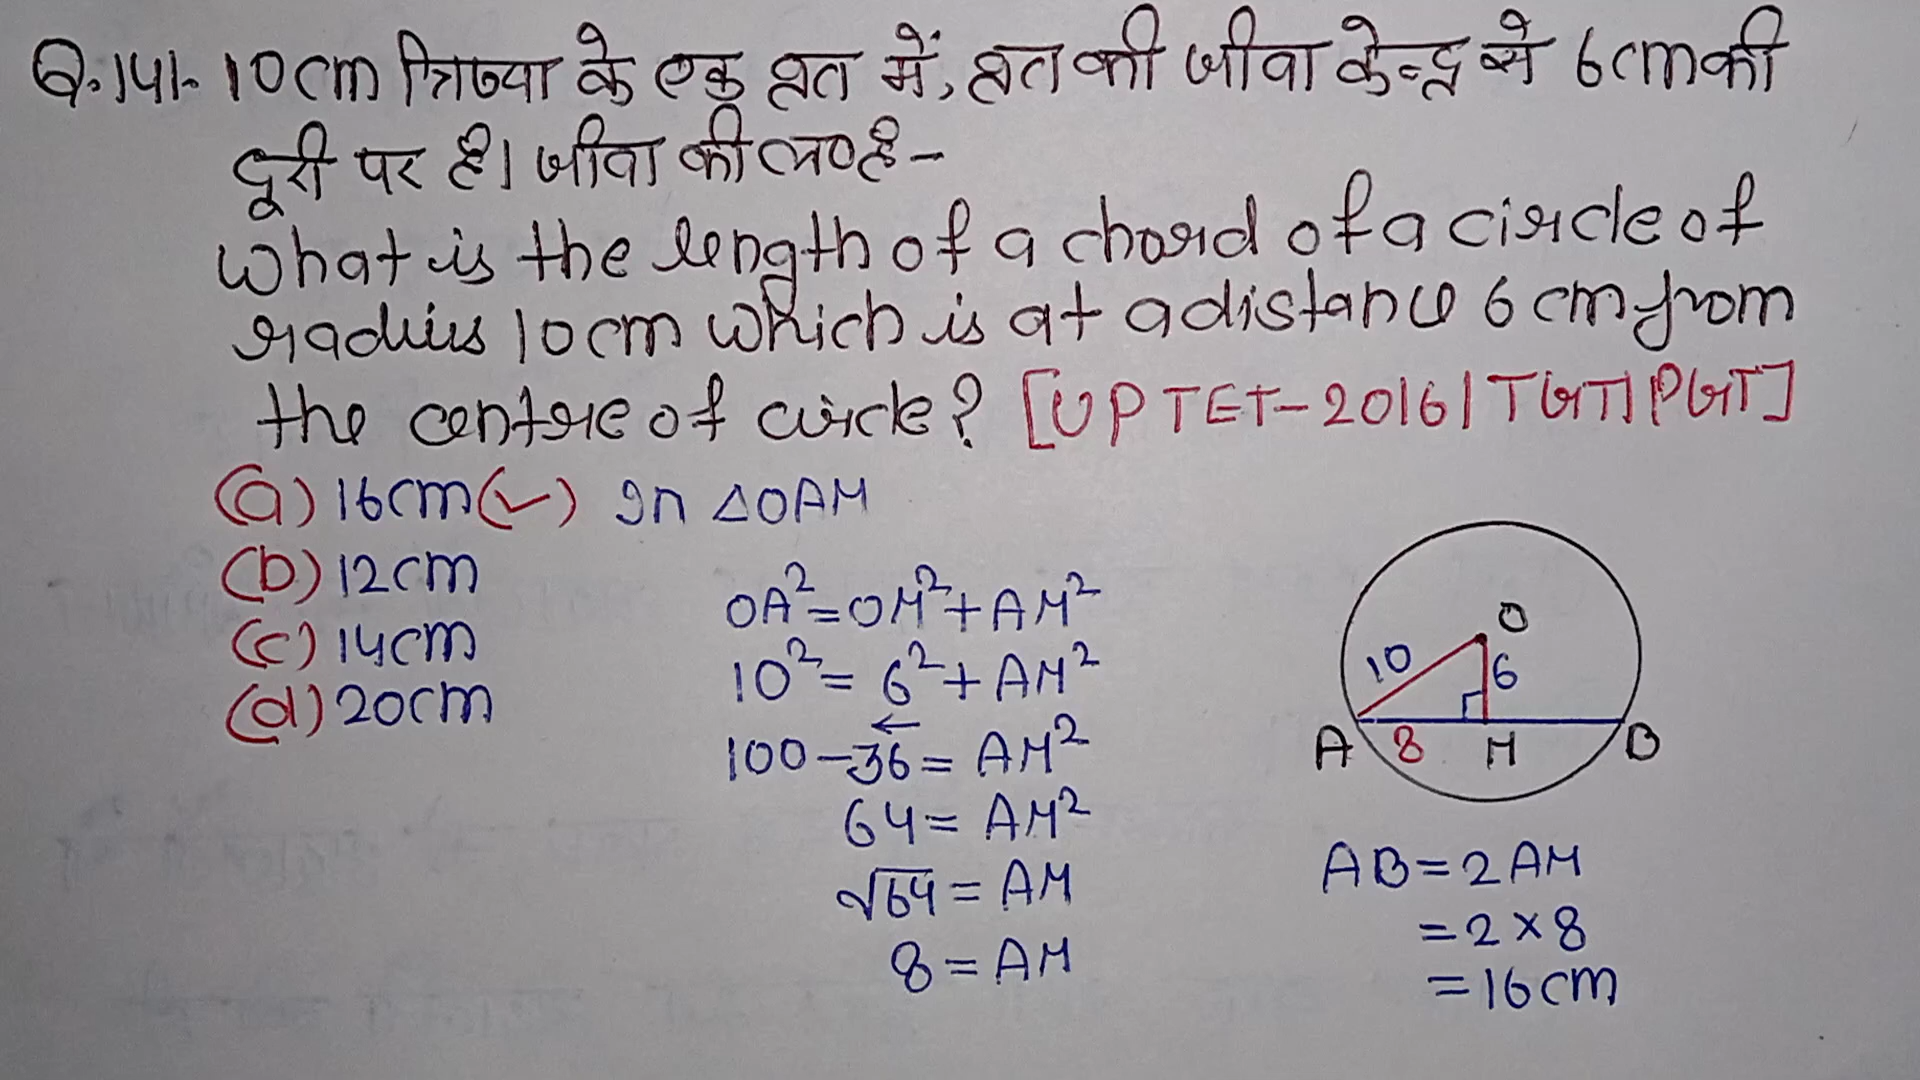 Q.141. 10cm त्रिज्या के एक वृत में, वृत की जीवा केन्द्र से 6cm की
दूरी पर है। जीवा की ल० है-
What is the length of a chord of a circle of
radius 10cm which is at a distance 6cm from
the centre of circle? [UPTET-2016/TGT/PGT]
(a) 16cm(✓) In △OAM
(b) 12cm
(c) 14cm
(d) 20cm
OA²=OM²+AM²
10²= 6²+AM²
←
100-36= AM²
64= AM²
√64 = AM
8=AM
O
10
6
A 8 M B
AB=2AM
=2×8
=16cm